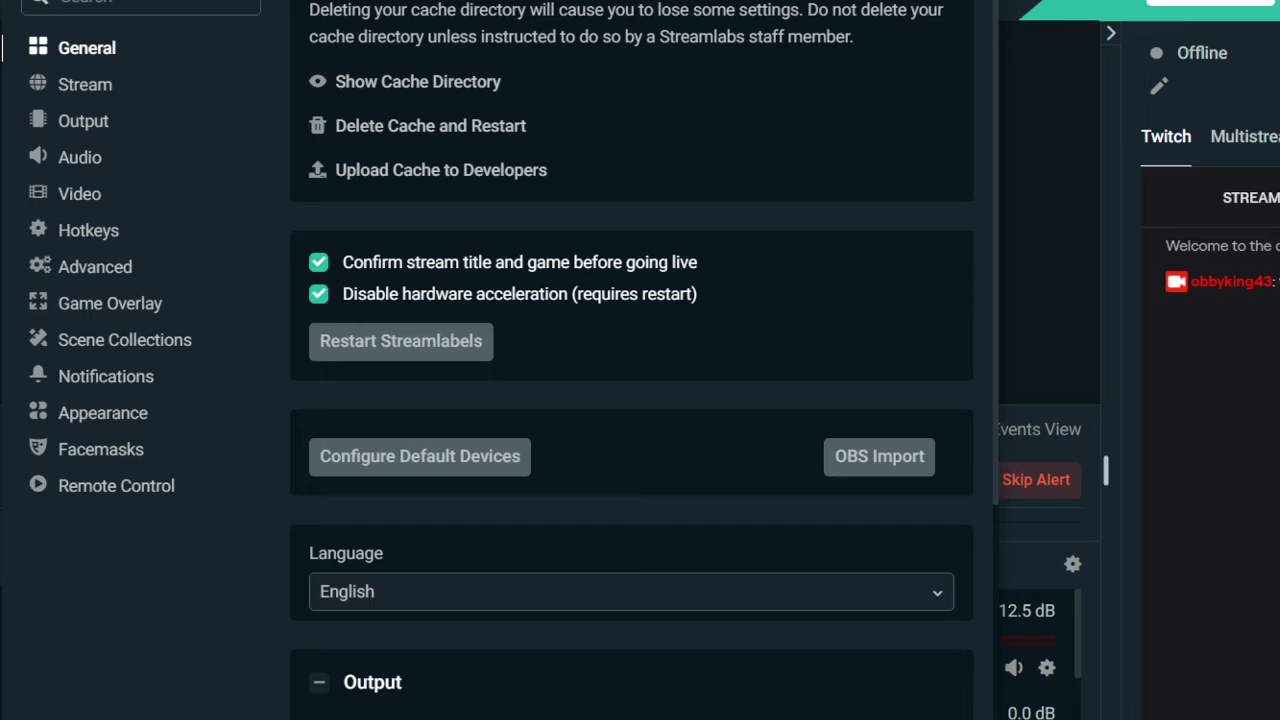 General
Stream
Output
Audio
Video
Hotkeys
Advanced
Game Overlay
Scene Collections
Notifications
Appearance
Facemasks
Remote Control
Deleting your cache directory will cause you to lose some settings. Do not delete your
cache directory unless instructed to do so by a Streamlabs staff member.
Show Cache Directory
Delete Cache and Restart
Upload Cache to Developers
Confirm stream title and game before going live
Disable hardware acceleration (requires restart)
Restart Streamlabels
Configure Default Devices
OBS Import
Language
English
Output
Events View
Skip Alert
12.5 dB
0.0 dB
Offline
Twitch Multistre
STREAM
Welcome to the
obbyking43: